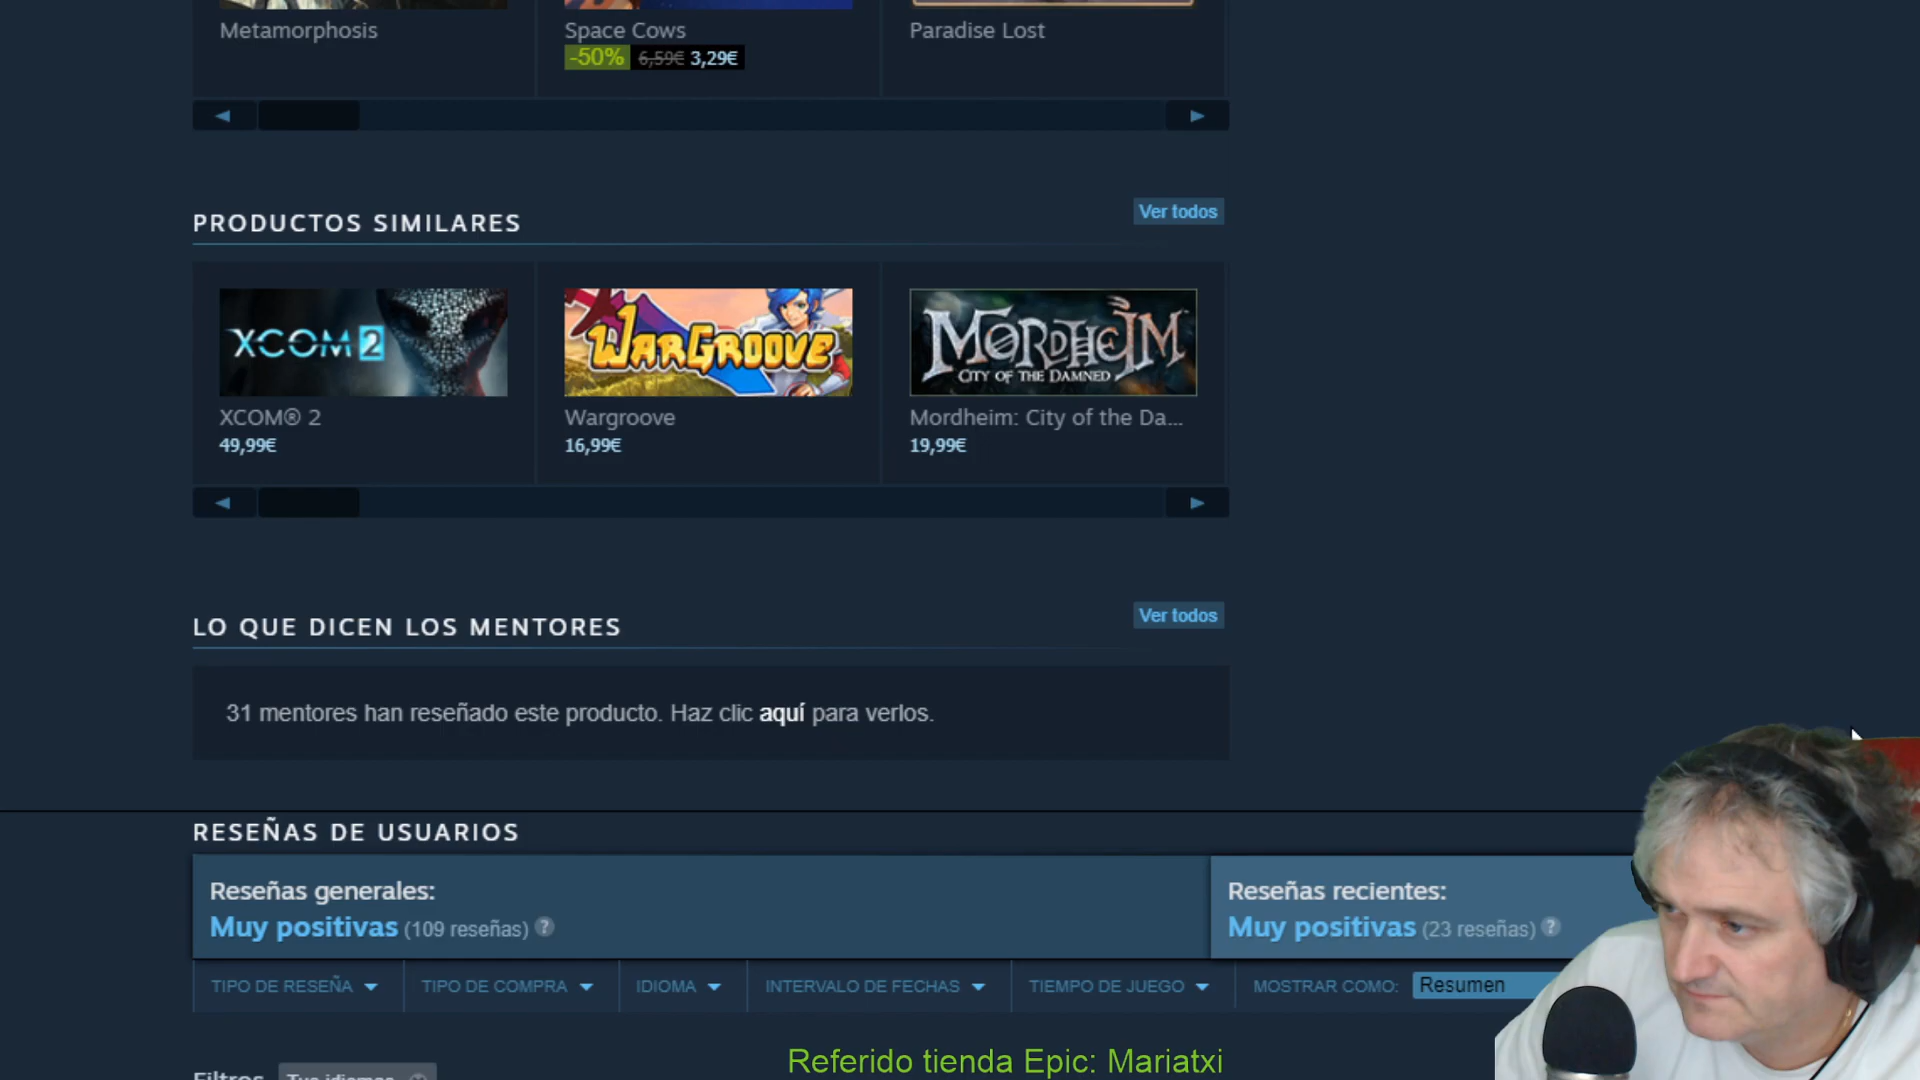 Metamorphosis
Space Cows
Paradise Lost
-50% 6,59€ 3,29€
PRODUCTOS SIMILARES
Ver todos
XCOM 2
WARGROOVE
MORDHEIM
CITY OF THE DAMNED
XCOM® 2
49,99€
Wargroove
16,99€
Mordheim: City of the Da...
19,99€
LO QUE DICEN LOS MENTORES
Ver todos
31 mentores han reseñado este producto. Haz clic aquí para verlos.
RESEÑAS DE USUARIOS
Reseñas generales:
Muy positivas (109 reseñas) ?
Reseñas recientes:
Muy positivas (23 reseñas) ?
TIPO DE RESEÑA
TIPO DE COMPRA
IDIOMA
INTERVALO DE FECHAS
TIEMPO DE JUEGO
MOSTRAR COMO:
Resumen
Filtros
Tus idiomas
Referido tienda Epic: Mariatxi